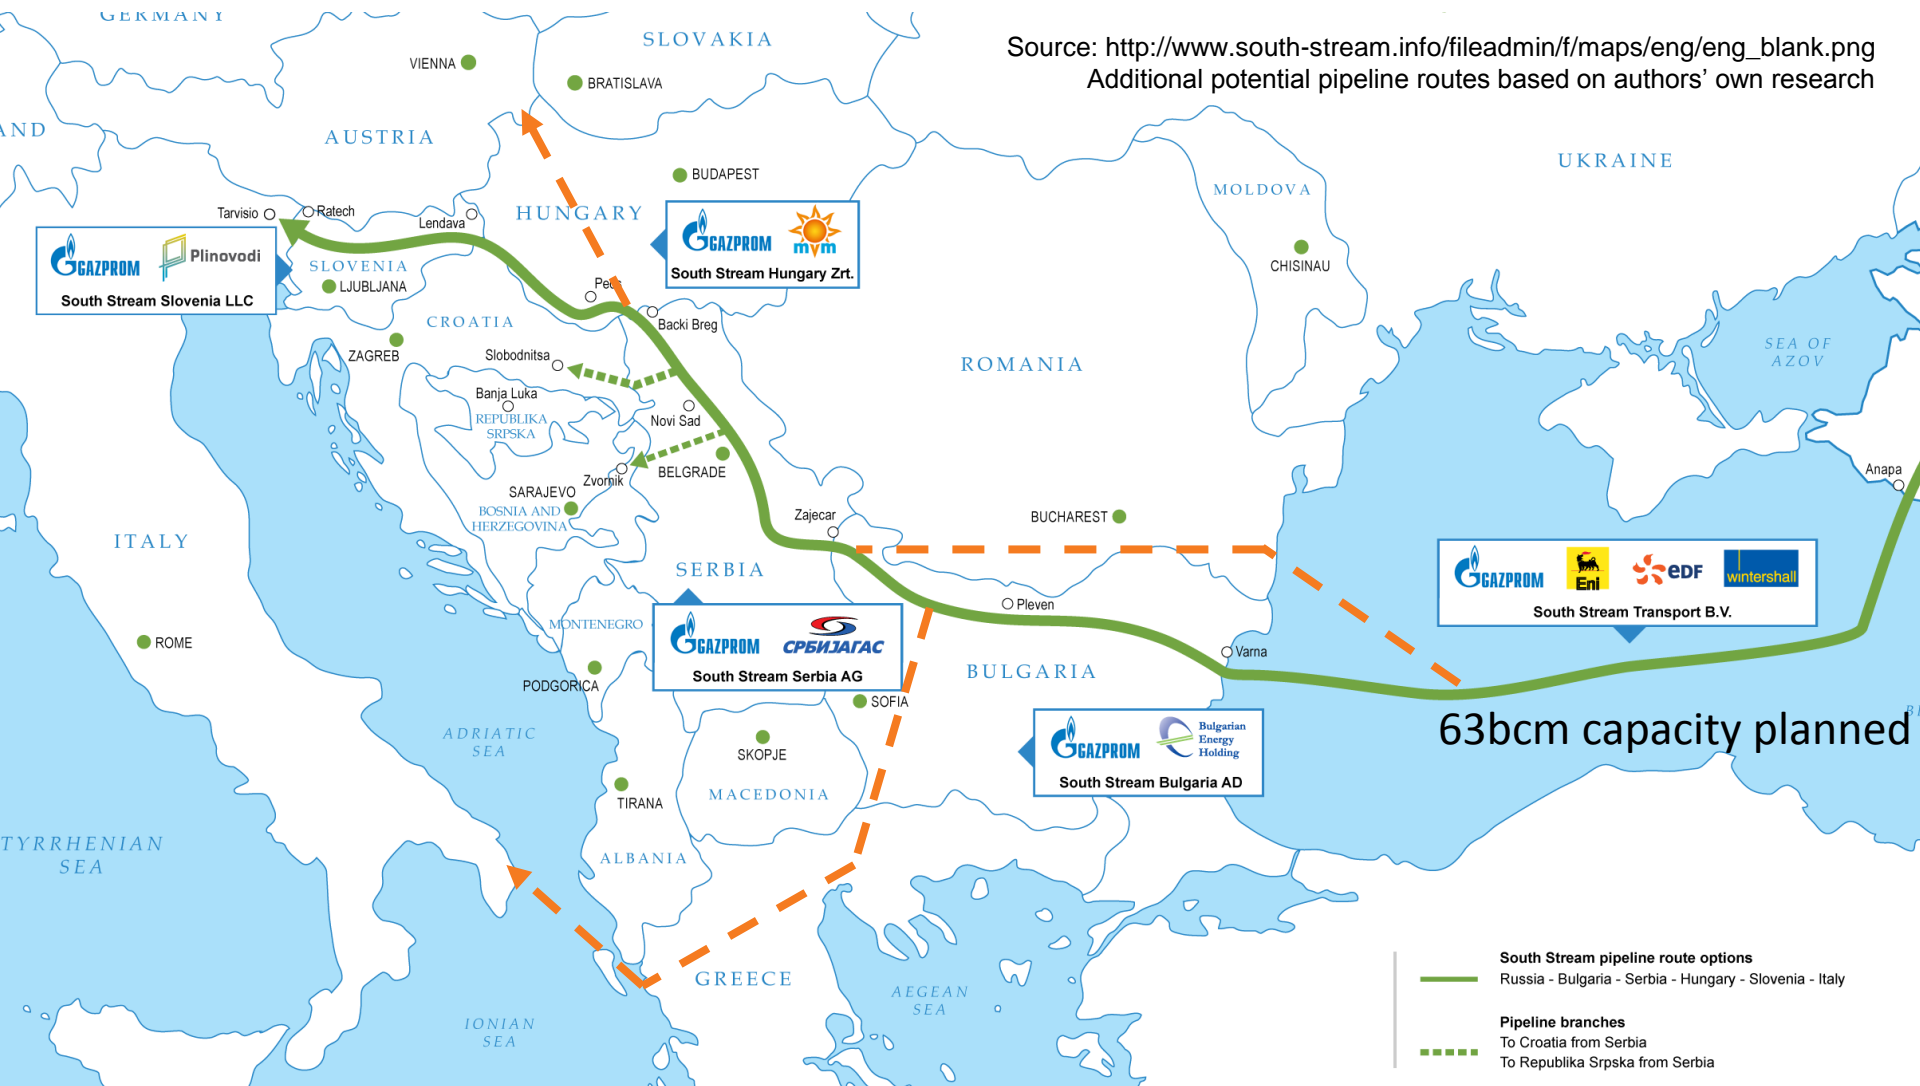 GERMANY
SLOVAKIA
Source: http://www.south-stream.info/fileadmin/f/maps/eng/eng_blank.png
Additional potential pipeline routes based on authors’ own research
VIENNA
BRATISLAVA
AND
AUSTRIA
UKRAINE
BUDAPEST
MOLDOVA
Tarvisio
Ratech
Lendava
HUNGARY
GAZPROM
mvm
South Stream Hungary Zrt.
GAZPROM
Plinovodi
South Stream Slovenia LLC
SLOVENIA
LJUBLJANA
CHISINAU
Pecs
Backi Breg
CROATIA
ZAGREB
Slobodnitsa
SEA OF
AZOV
ROMANIA
Banja Luka
REPUBLIKA
SRPSKA
Novi Sad
BELGRADE
Zvornik
Anapa
SARAJEVO
BOSNIA AND
HERZEGOVINA
Zajecar
BUCHAREST
ITALY
SERBIA
GAZPROM
Eni
eDF
wintershall
South Stream Transport B.V.
Pleven
MONTENEGRO
GAZPROM
СРБИЈАГАС
South Stream Serbia AG
ROME
Varna
PODGORICA
BULGARIA
SOFIA
63bcm capacity planned
ADRIATIC
SEA
SKOPJE
GAZPROM
Bulgarian
Energy
Holding
South Stream Bulgaria AD
TIRANA
MACEDONIA
TYRRHENIAN
SEA
ALBANIA
GREECE
AEGEAN
SEA
IONIAN
SEA
South Stream pipeline route options
Russia - Bulgaria - Serbia - Hungary - Slovenia - Italy
Pipeline branches
To Croatia from Serbia
To Republika Srpska from Serbia